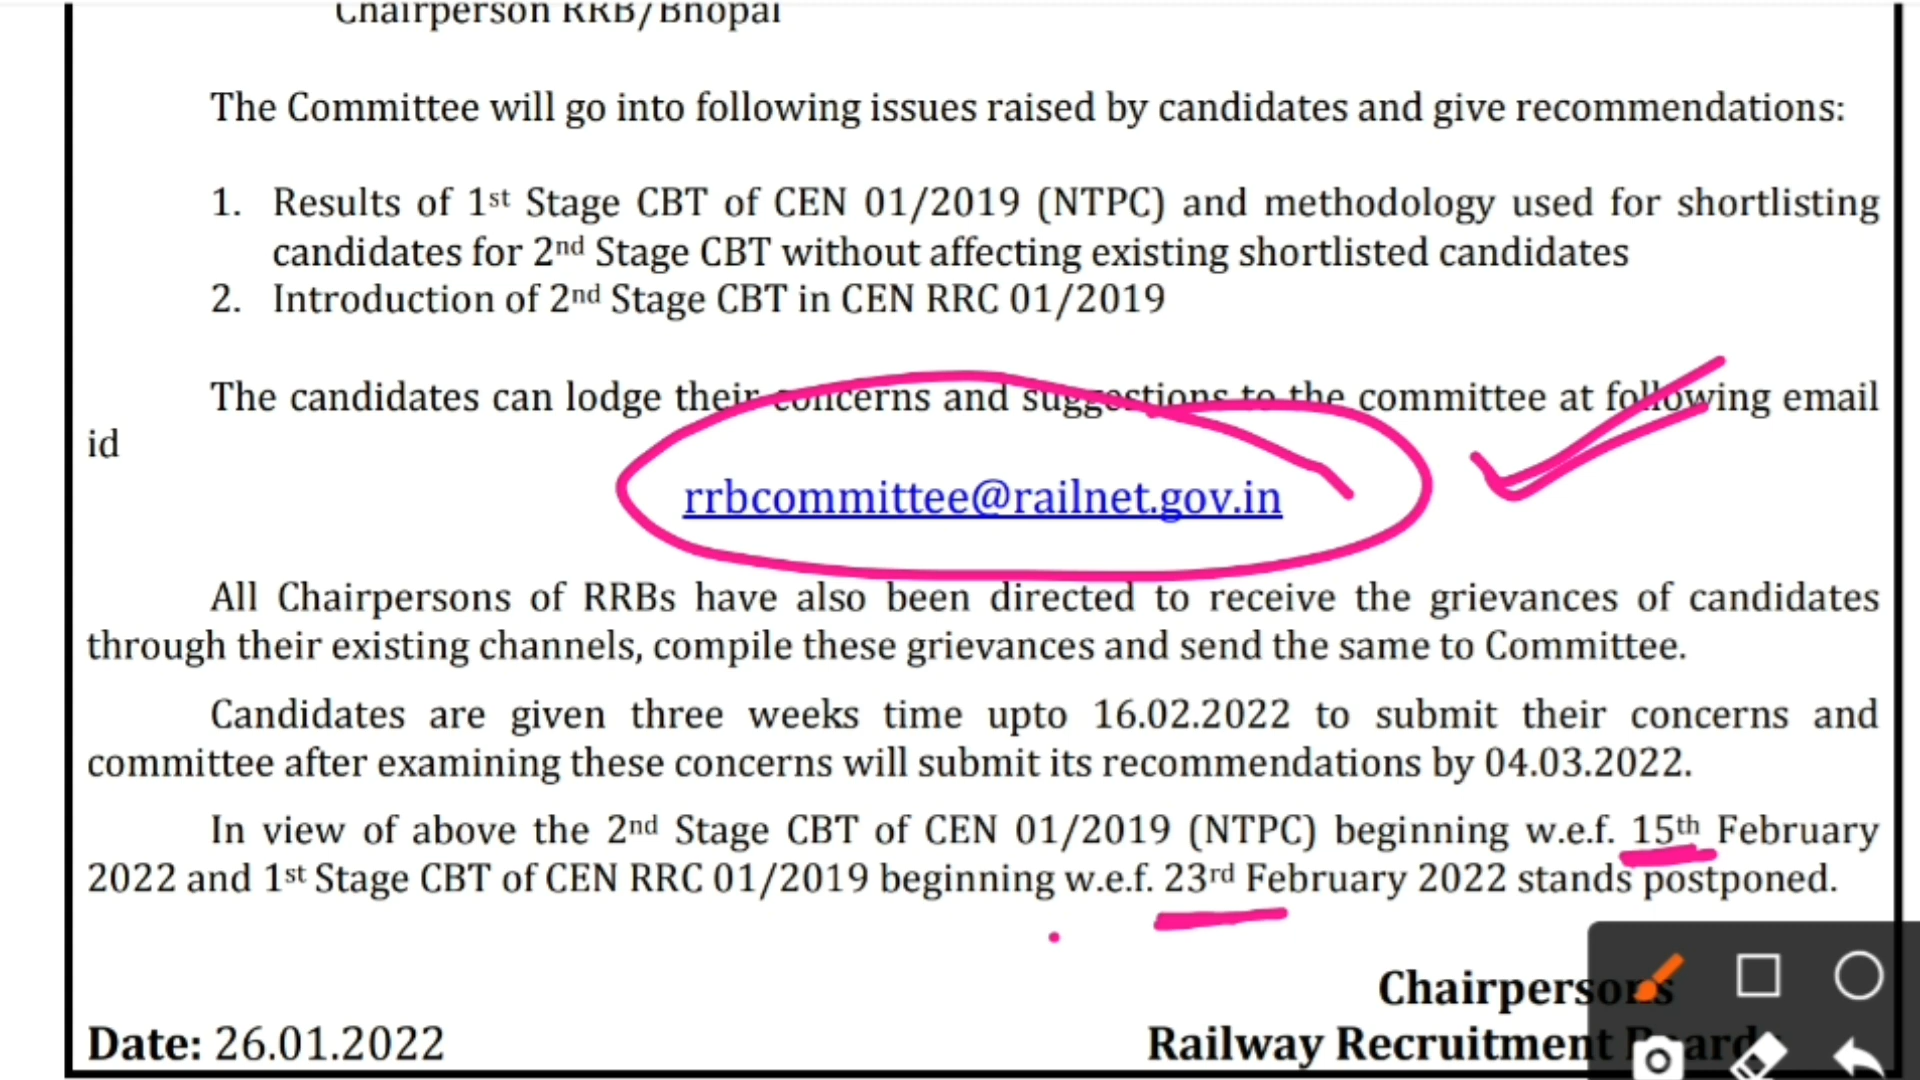 Chairperson RRB/Bhopal
The Committee will go into following issues raised by candidates and give recommendations:
1. Results of 1st Stage CBT of CEN 01/2019 (NTPC) and methodology used for shortlisting
candidates for 2nd Stage CBT without affecting existing shortlisted candidates
2. Introduction of 2nd Stage CBT in CEN RRC 01/2019
The candidates can lodge their concerns and suggestions to the committee at following email
id
rrbcommittee@railnet.gov.in
All Chairpersons of RRBs have also been directed to receive the grievances of candidates
through their existing channels, compile these grievances and send the same to Committee.
Candidates are given three weeks time upto 16.02.2022 to submit their concerns and
committee after examining these concerns will submit its recommendations by 04.03.2022.
In view of above the 2nd Stage CBT of CEN 01/2019 (NTPC) beginning w.e.f. 15th February
2022 and 1st Stage CBT of CEN RRC 01/2019 beginning w.e.f. 23rd February 2022 stands postponed.
Chairpersons
Date: 26.01.2022 Railway Recruitment Boards